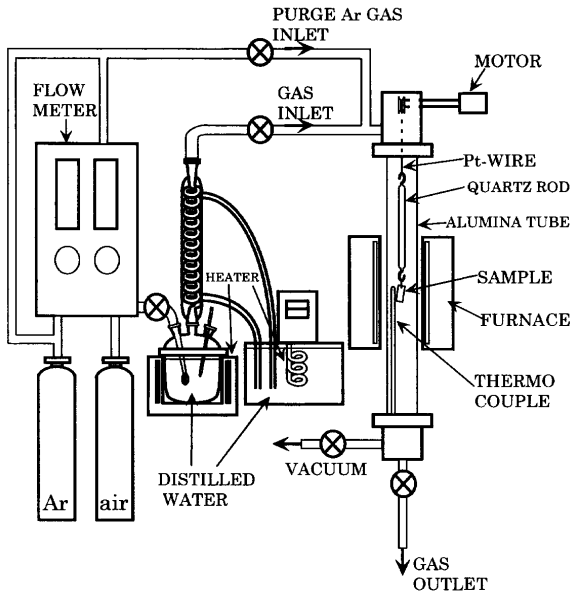 PURGE Ar GAS
INLET
MOTOR
FLOW
METER
GAS
INLET
Pt-WIRE
QUARTZ ROD
ALUMINA TUBE
HEATER
SAMPLE
FURNACE
THERMO
COUPLE
DISTILLED
WATER
VACUUM
Ar
air
GAS
OUTLET